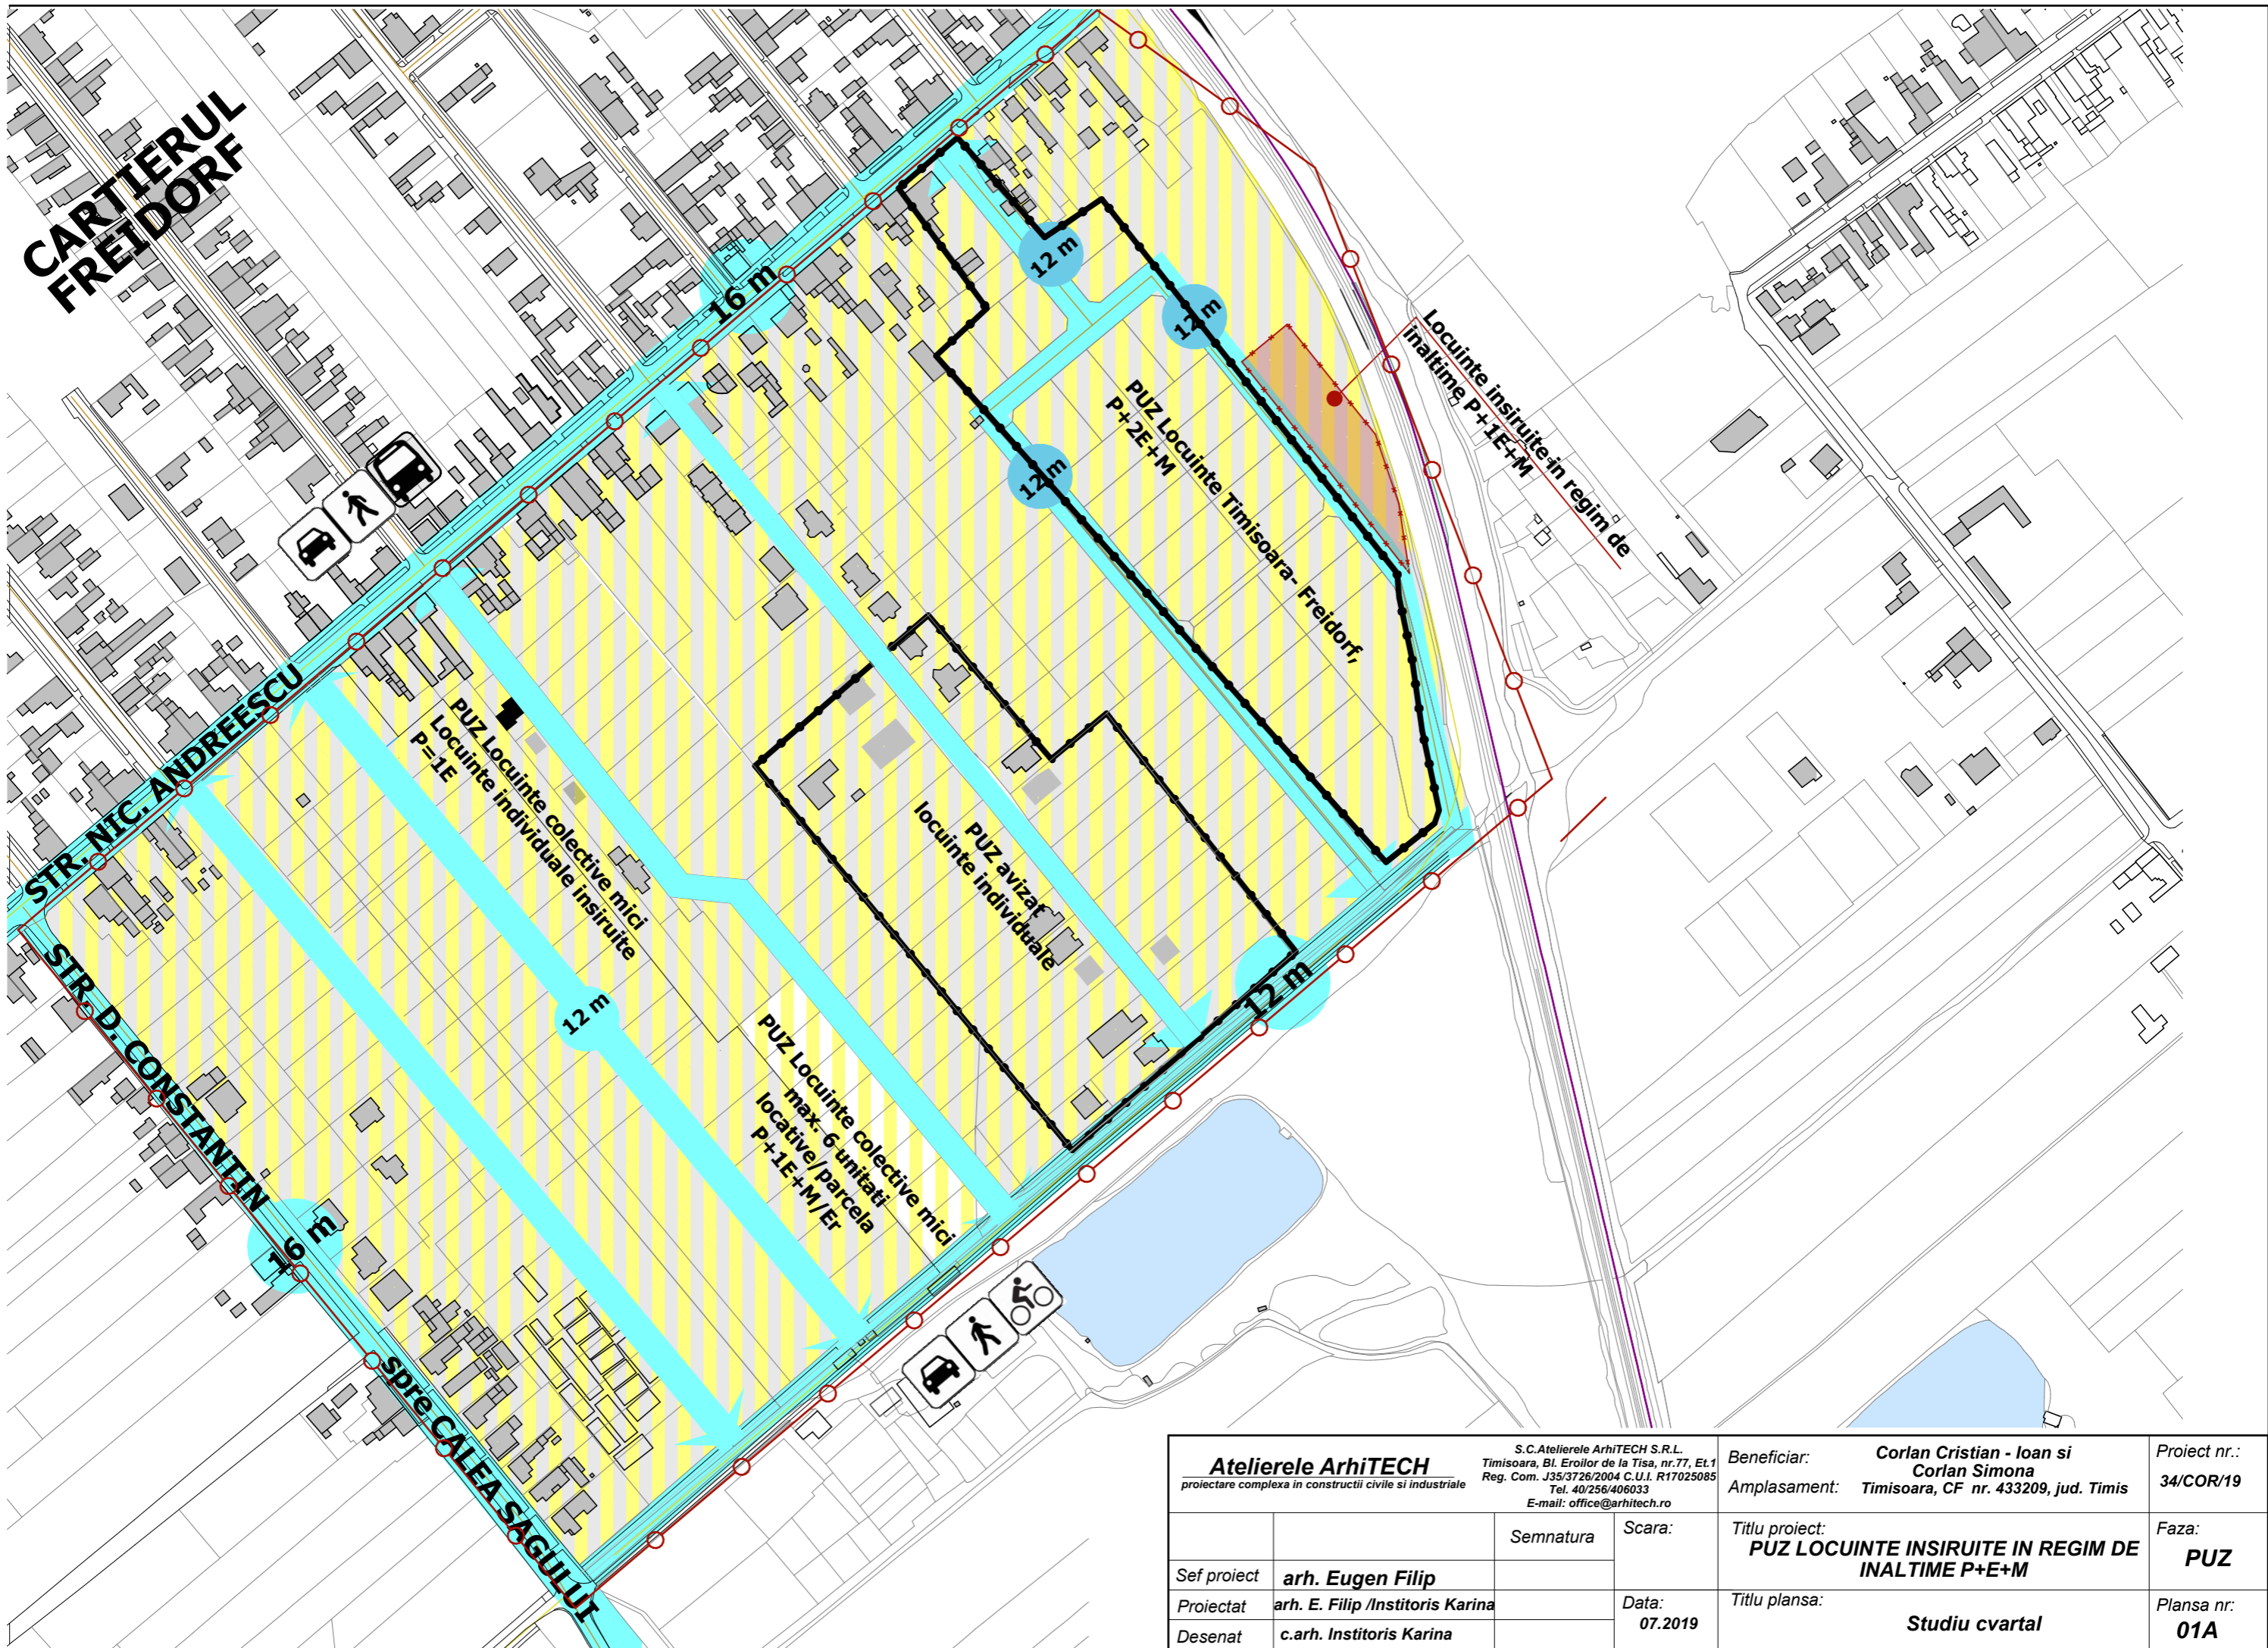 CARTIERUL
FREIDORF
16 m
12 m
12 m
12 m
Locuinte insiruite in regim de
inaltime P+1E+M
PUZ Locuinte Timisoara- Freidorf,
P+2E+M
STR. NIC. ANDREESCU
PUZ Locuinte colective mici
Locuinte individuale insiruite
P=1E
PUZ avizat
locuinte individuale
STR. D. CONSTANTIN
12 m
12 m
PUZ Locuinte colective mici
max. 6 unitati
locative/parcela
P+1E+M/Er
16 m
spre CALEA SAGULUI
Atelierele ArhiTECH
proiectare complexa in constructii civile si industriale
S.C.Atelierele ArhiTECH S.R.L.
Timisoara, Bl. Eroilor de la Tisa, nr.77, Et.1
Reg. Com. J35/3726/2004 C.U.I. R17025085
Tel. 40/256/406033
E-mail: office@arhitech.ro
Beneficiar: Corlan Cristian - Ioan si
Corlan Simona
Amplasament: Timisoara, CF nr. 433209, jud. Timis
Proiect nr.:
34/COR/19
Semnatura
Scara:
Titlu proiect:
PUZ LOCUINTE INSIRUITE IN REGIM DE
INALTIME P+E+M
Faza:
PUZ
Sef proiect arh. Eugen Filip
Proiectat arh. E. Filip /Institoris Karina
Desenat c.arh. Institoris Karina
Data:
07.2019
Titlu plansa:
Studiu cvartal
Plansa nr:
01A